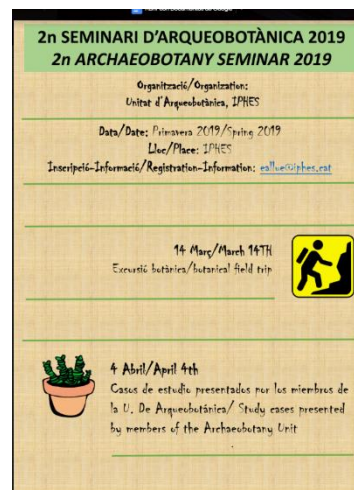 2n SEMINARI D'ARQUEOBOTÀNICA 2019
2n ARCHAEOBOTANY SEMINAR 2019
Organització/Organization:
Unitat d'Arqueobotànica, IPHES
Data/Date: Primavera 2019/Spring 2019
Lloc/Place: IPHES
Inscripció-Informació/Registration-Information: eallue@iphes.cat
14 Març/March 14TH
Excursió botànica/botanical field trip
4 Abril/April 4th
Casos de estudio presentados por los miembros de
la U. De Arqueobotánica/ Study cases presented
by members of the Archaeobotany Unit